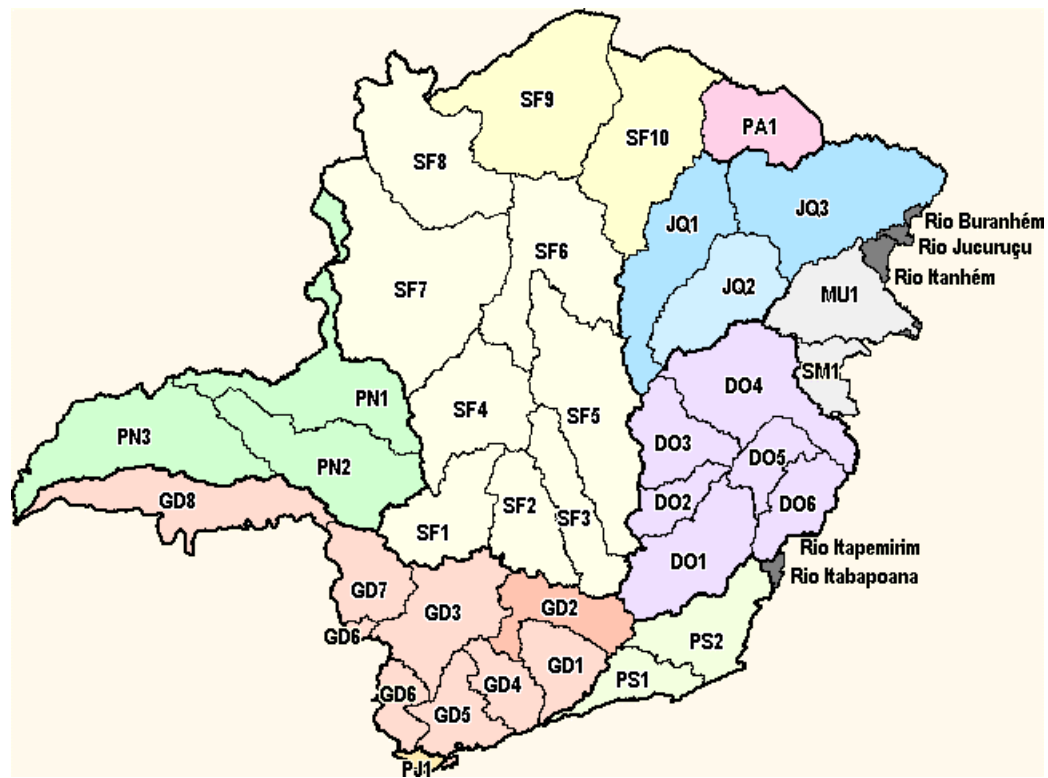 SF9
SF10
PA1
SF8
JQ1
JQ3
Rio Buranhém
Rio Jucuruçu
SF6
Rio Itanhém
SF7
JQ2
MU1
SM1
DO4
PN1
SF4
SF5
PN3
DO3
DO5
PN2
GD8
DO2
DO6
SF1
SF2
SF3
Rio Itapemirim
DO1
Rio Itabapoana
GD7
GD3
GD2
GD6
PS2
GD1
PS1
GD4
GD6
GD5
PJ1